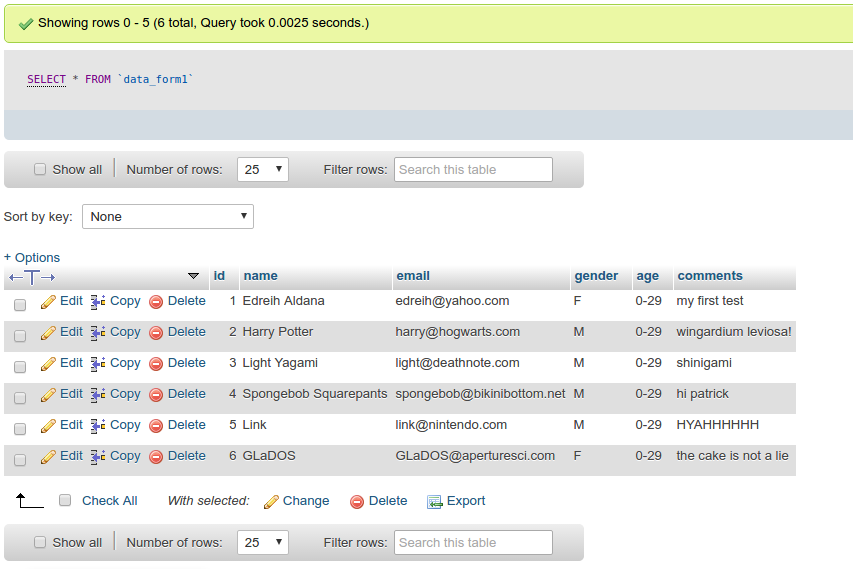 Showing rows 0 - 5 (6 total, Query took 0.0025 seconds.)
SELECT * FROM `data_form1`
Show all Number of rows: 25 Filter rows: Search this table
Sort by key: None
+ Options
id name email gender age comments
Edit Copy Delete 1 Edreih Aldana edreih@yahoo.com F 0-29 my first test
Edit Copy Delete 2 Harry Potter harry@hogwarts.com M 0-29 wingardium leviosa!
Edit Copy Delete 3 Light Yagami light@deathnote.com M 0-29 shinigami
Edit Copy Delete 4 Spongebob Squarepants spongebob@bikinibottom.net M 0-29 hi patrick
Edit Copy Delete 5 Link link@nintendo.com M 0-29 HYAHHHHHH
Edit Copy Delete 6 GLaDOS GLaDOS@aperturesci.com F 0-29 the cake is not a lie
Check All With selected: Change Delete Export
Show all Number of rows: 25 Filter rows: Search this table